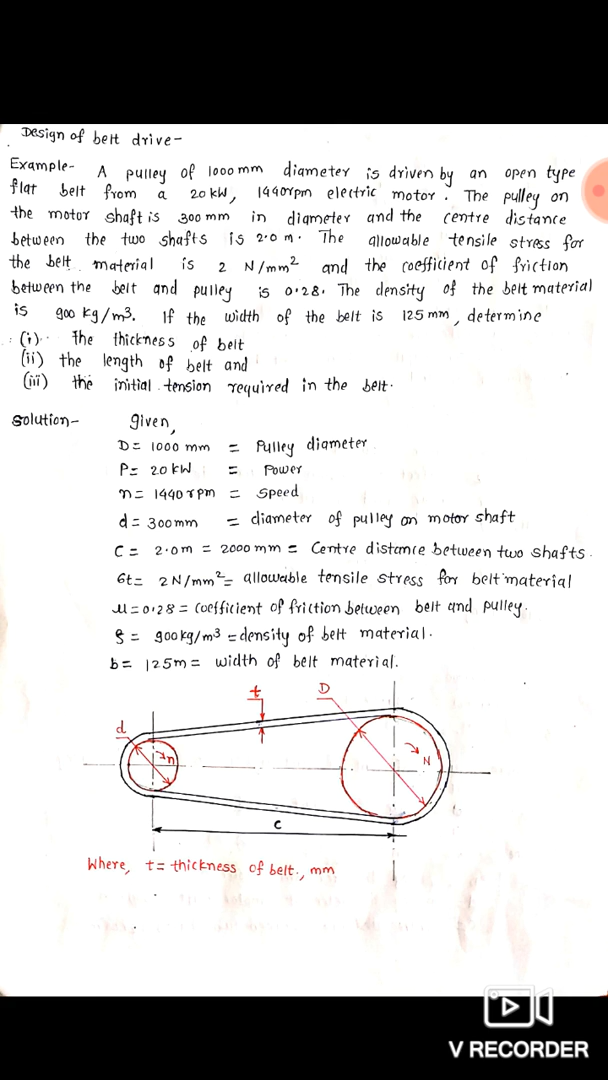 Design of belt drive-
Example- A pulley of 1000mm diameter is driven by an open type
flat belt from a 20 kW, 1440rpm electric motor. The pulley on
the motor shaft is 300 mm in diameter and the centre distance
between the two shafts is 2.0 m. The allowable tensile stress for
the belt material is 2 N/mm² and the coefficient of friction
between the belt and pulley is 0.28. The density of the belt material
is 900 kg/m³. If the width of the belt is 125 mm, determine
(i) The thickness of belt
(ii) the length of belt and
(iii) the initial tension required in the belt.
Solution- given,
D = 1000 mm = Pulley diameter
P = 20 kW = Power
n = 1440 rpm = Speed
d = 300 mm = diameter of pulley on motor shaft
C = 2.0 m = 2000 mm = Centre distance between two shafts.
σt = 2 N/mm² = allowable tensile stress for belt material
μ = 0.28 = coefficient of friction between belt and pulley.
ρ = 900 kg/m³ = density of belt material.
b = 125m = width of belt material.
t D
d
n N
C
Where, t = thickness of belt., mm
V RECORDER